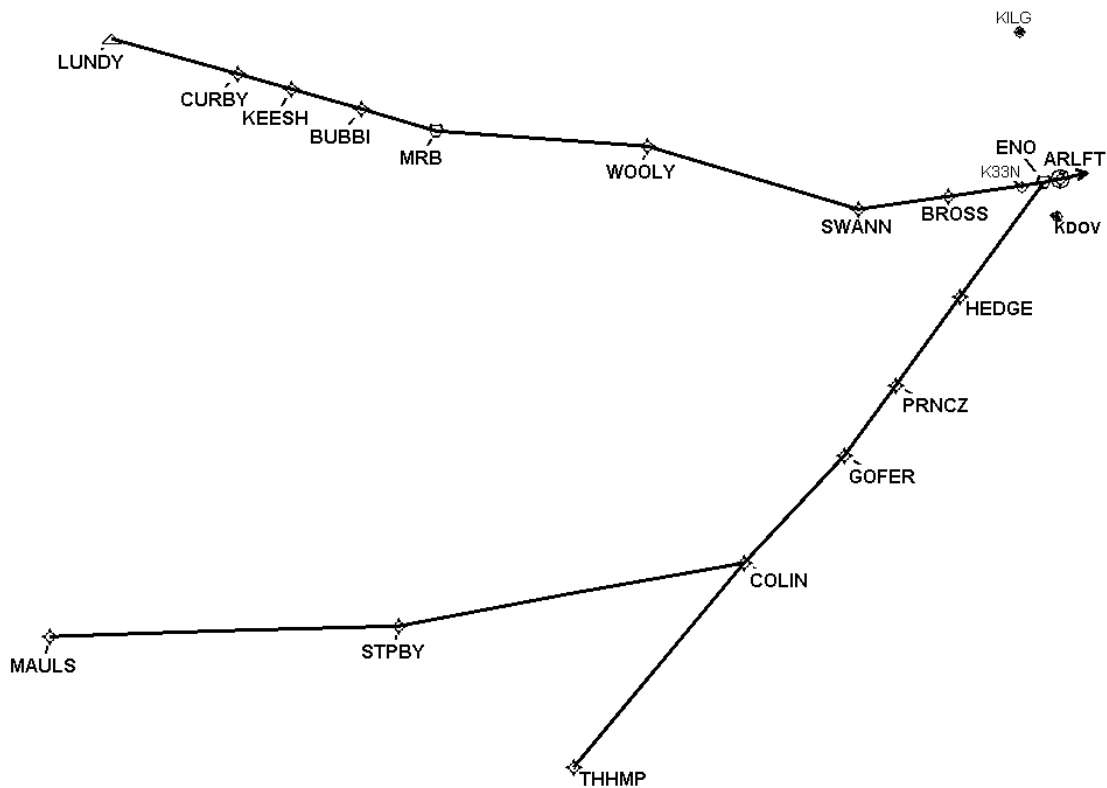 KILG
LUNDY
CURBY
KEESH
BUBBI
MRB
WOOLY
ENO
ARLFT
K33N
SWANN
BROSS
KDOV
HEDGE
PRNCZ
GOFER
COLIN
STPBY
MAULS
THHMP